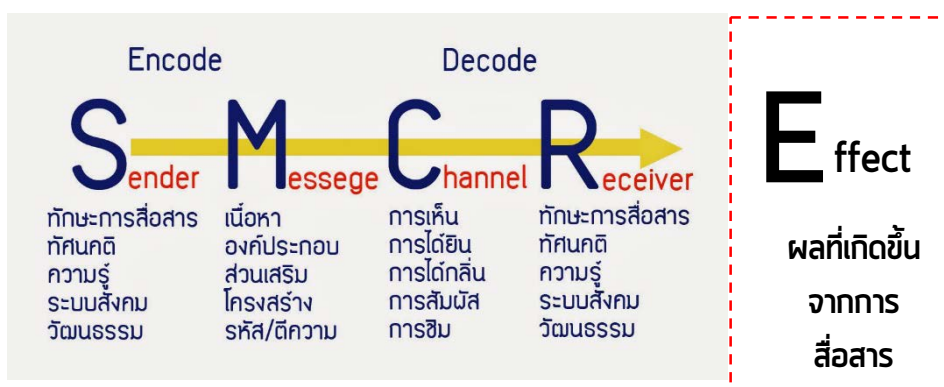 Encode Decode
Sender Messege Channel Receiver
ทักษะการสื่อสาร เนื้อหา การเห็น ทักษะการสื่อสาร
ทัศนคติ องค์ประกอบ การได้ยิน ทัศนคติ
ความรู้ ส่วนเสริม การได้กลิ่น ความรู้
ระบบสังคม โครงสร้าง การสัมผัส ระบบสังคม
วัฒนธรรม รหัส/ตีความ การชิม วัฒนธรรม
Effect
ผลที่เกิดขึ้น
จากการ
สื่อสาร